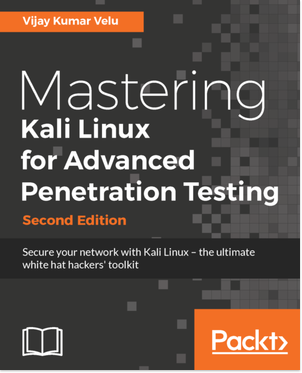 Vijay Kumar Velu
Mastering
Kali Linux
for Advanced
Penetration Testing
Second Edition
Secure your network with Kali Linux – the ultimate
white hat hackers' toolkit
Packt>